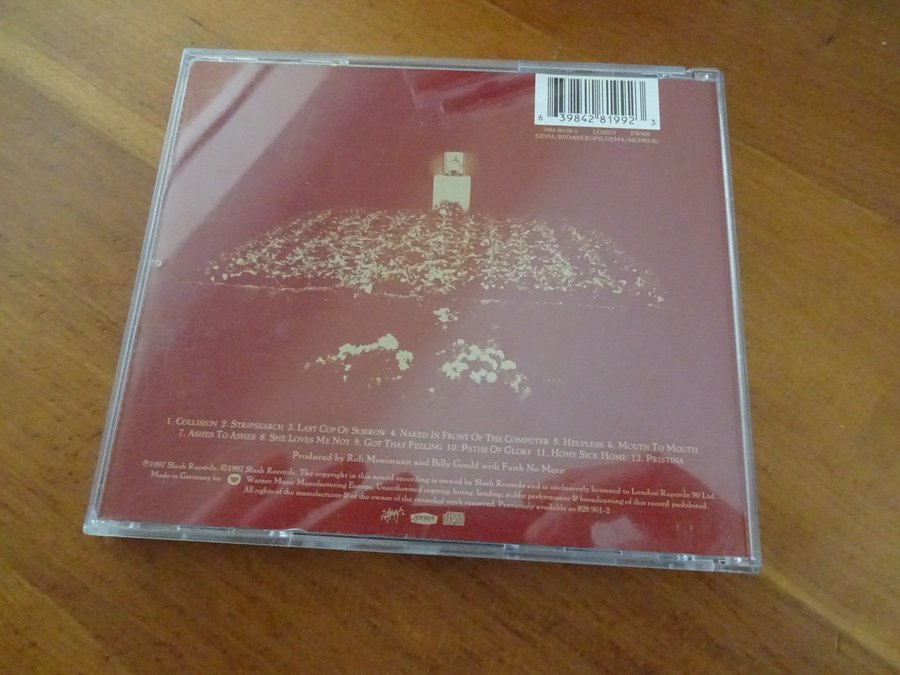 6 39842 81992 3
3984 28199-2 LC02973 EW909
GEMA/BIEM(EUROPE:GEMA/MCPS(UK)
1. COLLISION 2. STRIPSEARCH 3. LAST CUP OF SORROW 4. NAKED IN FRONT OF THE COMPUTER 5. HELPLESS 6. MOUTH TO MOUTH
7. ASHES TO ASHES 8. SHE LOVES ME NOT 9. GOT THAT FEELING 10. PATHS OF GLORY 11. HOME SICK HOME 12. PRISTINA
Produced by Roli Mosimann and Billy Gould with Faith No More
℗1997 Slash Records. ©1997 Slash Records. The copyright in this sound recording is owned by Slash Records and is exclusively licensed to London Records 90 Ltd.
Made in Germany by Warner Music Manufacturing Europe. Unauthorised copying, hiring, lending, public performance & broadcasting of this record prohibited.
All rights of the manufacturer & of the owner of the recorded work reserved. Previously available as 828 901-2
slash LONDON